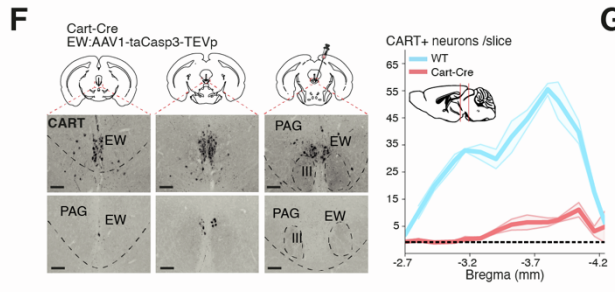 F
G
Cart-Cre
EW:AAV1-taCasp3-TEVp
CART
EW
PAG
EW
III
PAG
EW
PAG
EW
III
CART+ neurons /slice
WT
Cart-Cre
65
55
45
35
25
15
5
-2.7
-3.2
-3.7
-4.2
Bregma (mm)